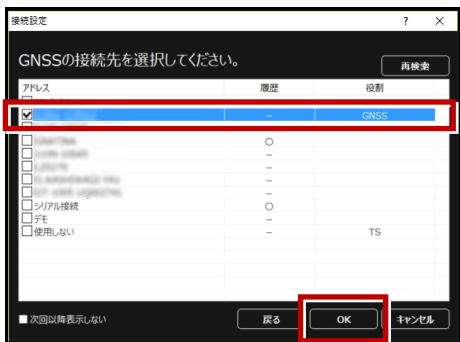 接続設定 ? ×
GNSSの接続先を選択してください。
再検索
アドレス 履歴 役割
– GNSS
○
–
–
–
–
シリアル接続 ○
デモ –
使用しない – TS
次回以降表示しない 戻る OK キャンセル